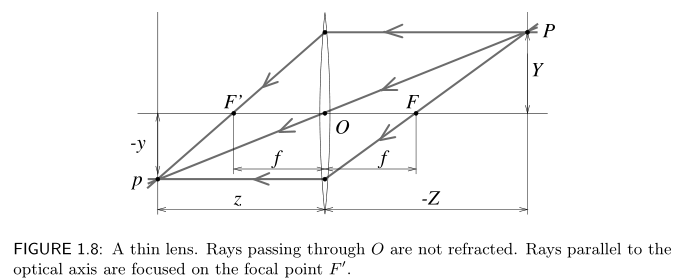 P
Y
F'
F
O
-y
f
f
p
z
-Z
FIGURE 1.8: A thin lens. Rays passing through O are not refracted. Rays parallel to the
optical axis are focused on the focal point F′.